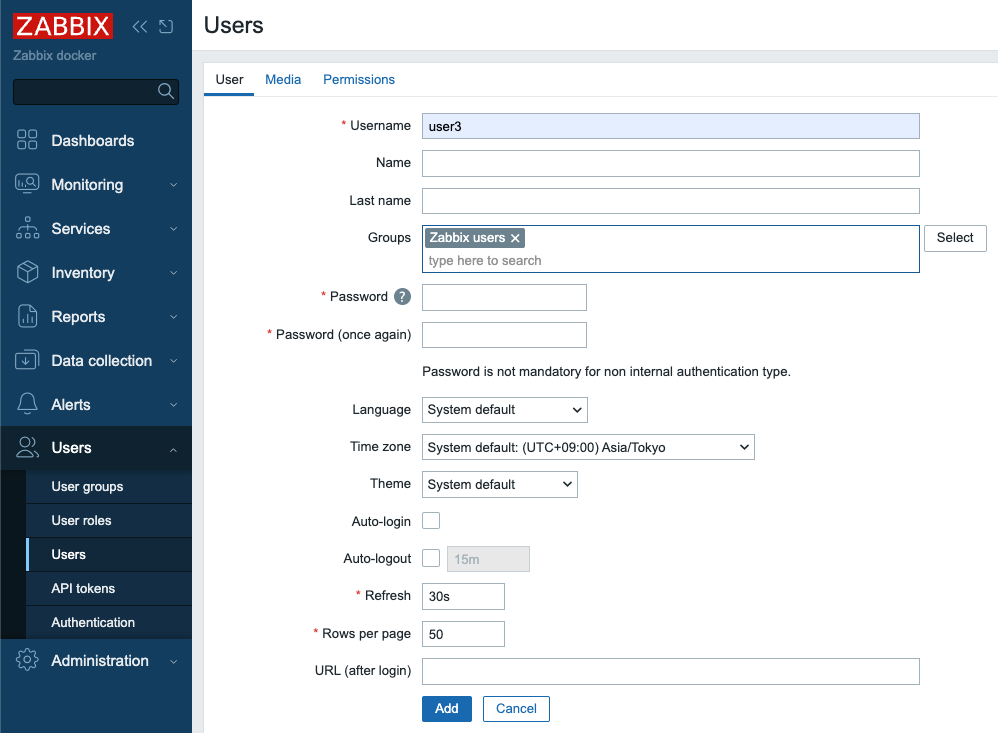 ZABBIX
Zabbix docker
Dashboards
Monitoring
Services
Inventory
Reports
Data collection
Alerts
Users
User groups
User roles
Users
API tokens
Authentication
Administration
Users
User Media Permissions
* Username user3
Name
Last name
Groups Zabbix users ✕ Select
type here to search
* Password ?
* Password (once again)
Password is not mandatory for non internal authentication type.
Language System default
Time zone System default: (UTC+09:00) Asia/Tokyo
Theme System default
Auto-login
Auto-logout 15m
* Refresh 30s
* Rows per page 50
URL (after login)
Add Cancel